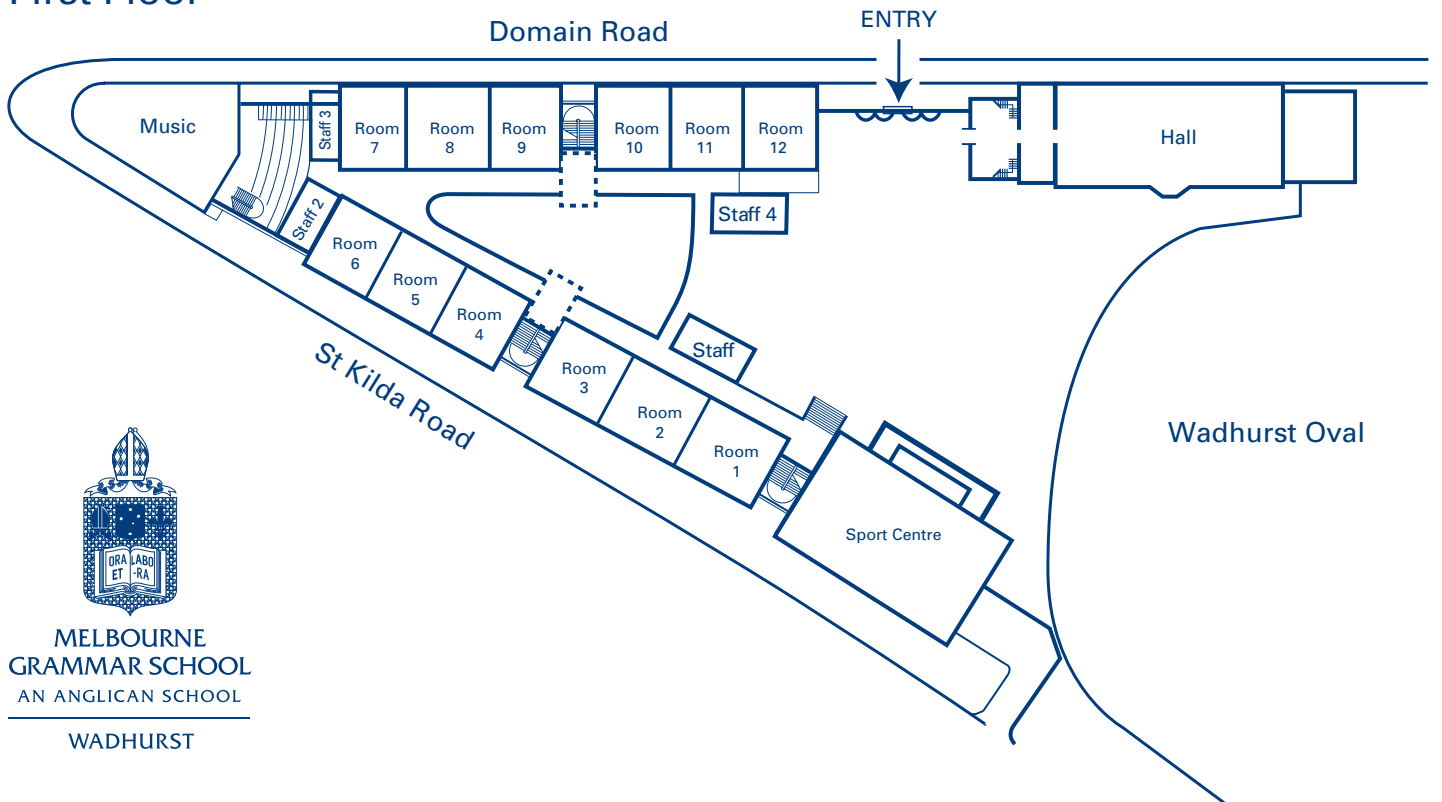 First Floor
ENTRY
Domain Road
Music
Staff 3
Room
7
Room
8
Room
9
Room
10
Room
11
Room
12
Hall
Staff 2
Staff 4
Room
6
Room
5
Room
4
Room
3
Room
2
Room
1
Staff
St Kilda Road
Sport Centre
Wadhurst Oval
ORA LABO
ET -RA
MELBOURNE
GRAMMAR SCHOOL
AN ANGLICAN SCHOOL
WADHURST